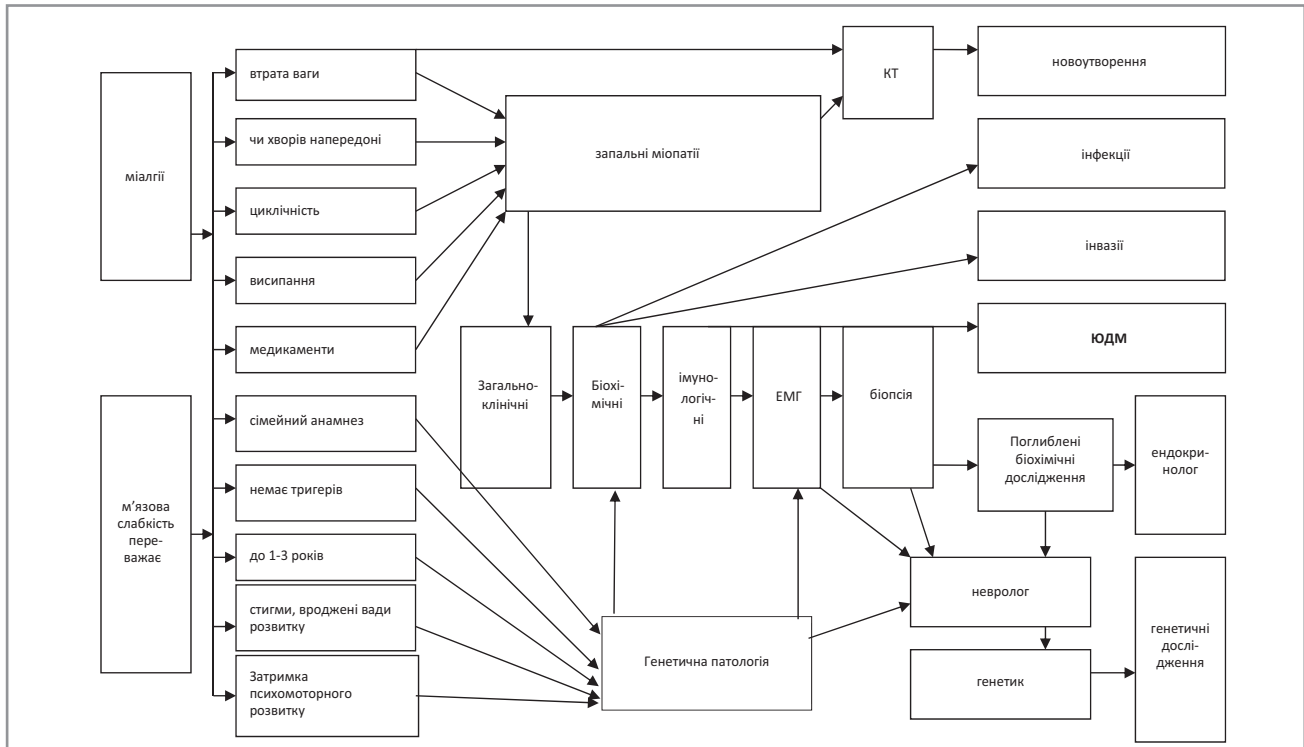 міалгії
м’язова
слабкість
пере-
важає
втрата ваги
чи хворів напередоні
циклічність
висипання
медикаменти
сімейний анамнез
немає тригерів
до 1-3 років
стигми, вроджені вади
розвитку
Затримка
психомоторного
розвитку
запальні міопатії
КТ
новоутворення
інфекції
інвазії
ЮДМ
Загально-
клінічні
Біохі-
мічні
імуно-
логіч-
ні
ЕМГ
біопсія
Поглиблені
біохімічні
дослідження
ендокри-
нолог
Генетична патологія
невролог
генетик
генетичні
дослі-
дження